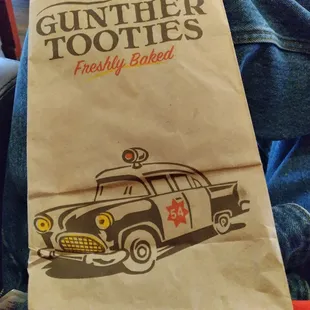 GUNTHER
TOOTIES
Freshly Baked
54